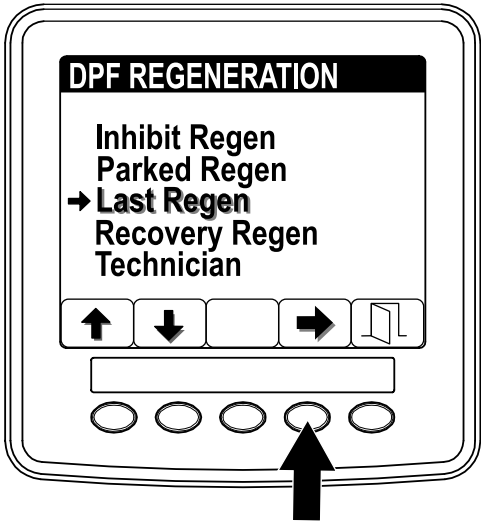 DPF REGENERATION
Inhibit Regen
Parked Regen
Last Regen
Recovery Regen
Technician